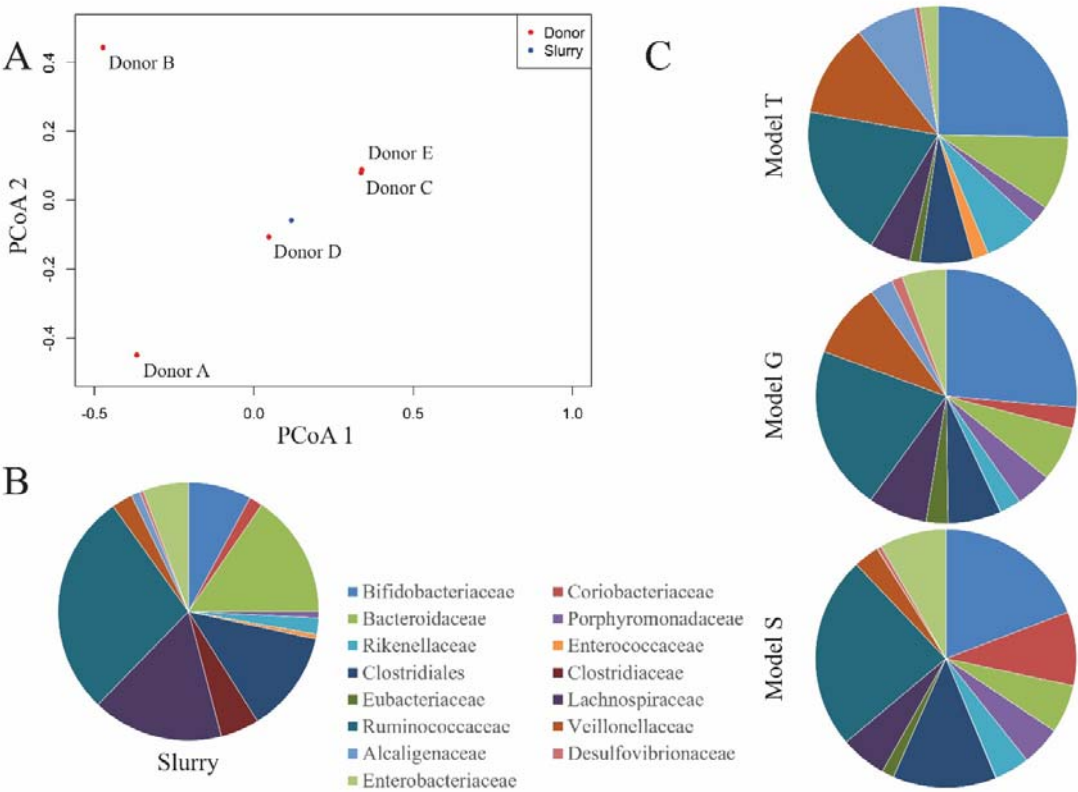 A
0.4
0.2
0.0
-0.2
-0.4
PCoA 2
Donor B
Donor E
Donor C
Donor D
Donor A
Donor
Slurry
-0.5
0.0
0.5
1.0
PCoA 1
B
Slurry
Bifidobacteriaceae
Coriobacteriaceae
Bacteroidaceae
Porphyromonadaceae
Rikenellaceae
Enterococcaceae
Clostridiales
Clostridiaceae
Eubacteriaceae
Lachnospiraceae
Ruminococcaceae
Veillonellaceae
Alcaligenaceae
Desulfovibrionaceae
Enterobacteriaceae
C
Model T
Model G
Model S